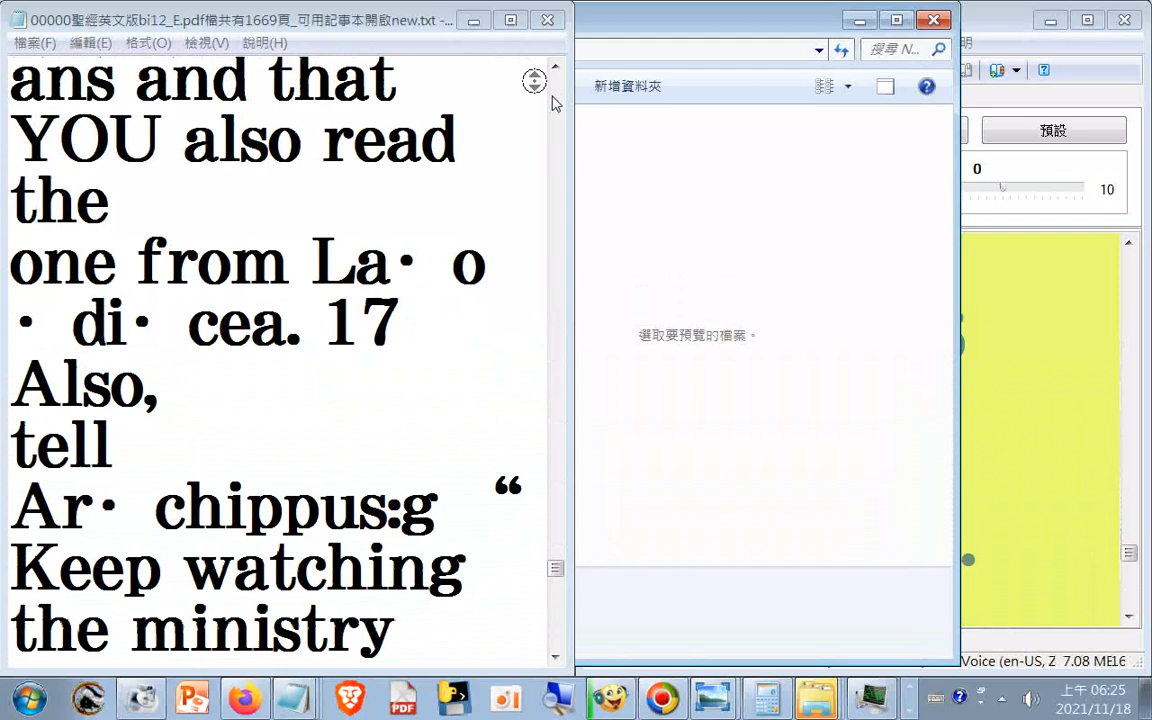 00000聖經英文版bi12_E.pdf檔共有1669頁_可用記事本開啟new.txt -...
檔案(F) 編輯(E) 格式(O) 檢視(V) 說明(H)
ans and that
YOU also read
the
one from La· o
· di· cea. 17
Also,
tell
Ar· chippus:g “
Keep watching
the ministry
搜尋 N...
新增資料夾
選取要預覽的檔案。
明
預設
0
10
Voice (en-US, Z 7.08 ME16
PDF
上午 06:25
2021/11/18